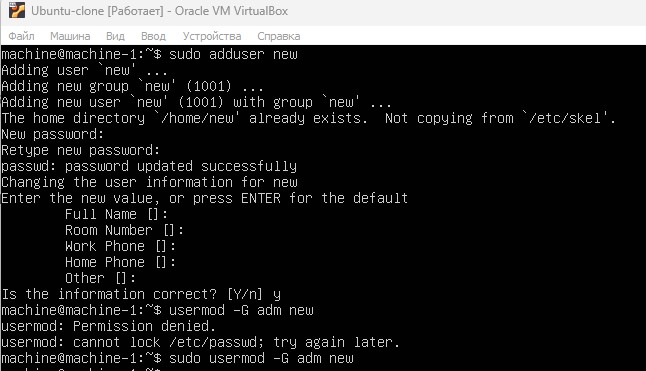 Ubuntu-clone [Работает] - Oracle VM VirtualBox
Файл Машина Вид Ввод Устройства Справка
machine@machine-1:~$ sudo adduser new
Adding user `new' ...
Adding new group `new' (1001) ...
Adding new user `new' (1001) with group `new' ...
The home directory `/home/new' already exists.  Not copying from `/etc/skel'.
New password:
Retype new password:
passwd: password updated successfully
Changing the user information for new
Enter the new value, or press ENTER for the default
        Full Name []:
        Room Number []:
        Work Phone []:
        Home Phone []:
        Other []:
Is the information correct? [Y/n] y
machine@machine-1:~$ usermod -G adm new
usermod: Permission denied.
usermod: cannot lock /etc/passwd; try again later.
machine@machine-1:~$ sudo usermod -G adm new